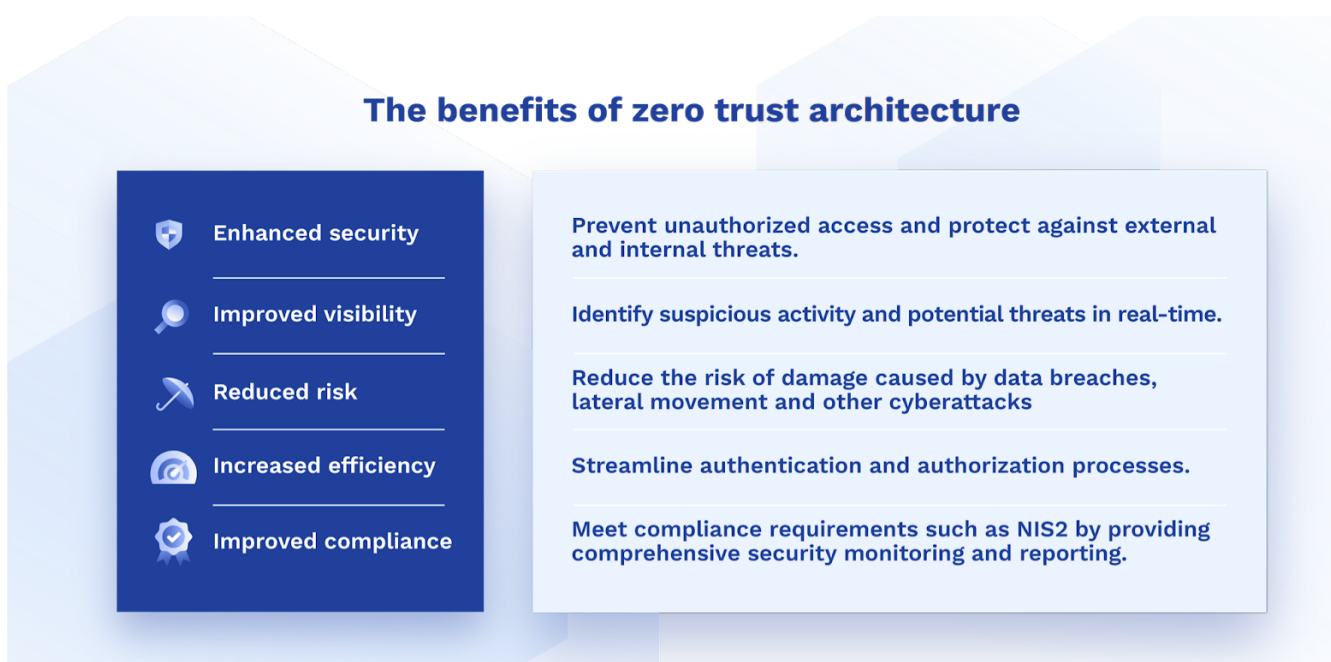 The benefits of zero trust architecture
Enhanced security
Prevent unauthorized access and protect against external
and internal threats.
Improved visibility
Identify suspicious activity and potential threats in real-time.
Reduced risk
Reduce the risk of damage caused by data breaches,
lateral movement and other cyberattacks
Increased efficiency
Streamline authentication and authorization processes.
Improved compliance
Meet compliance requirements such as NIS2 by providing
comprehensive security monitoring and reporting.